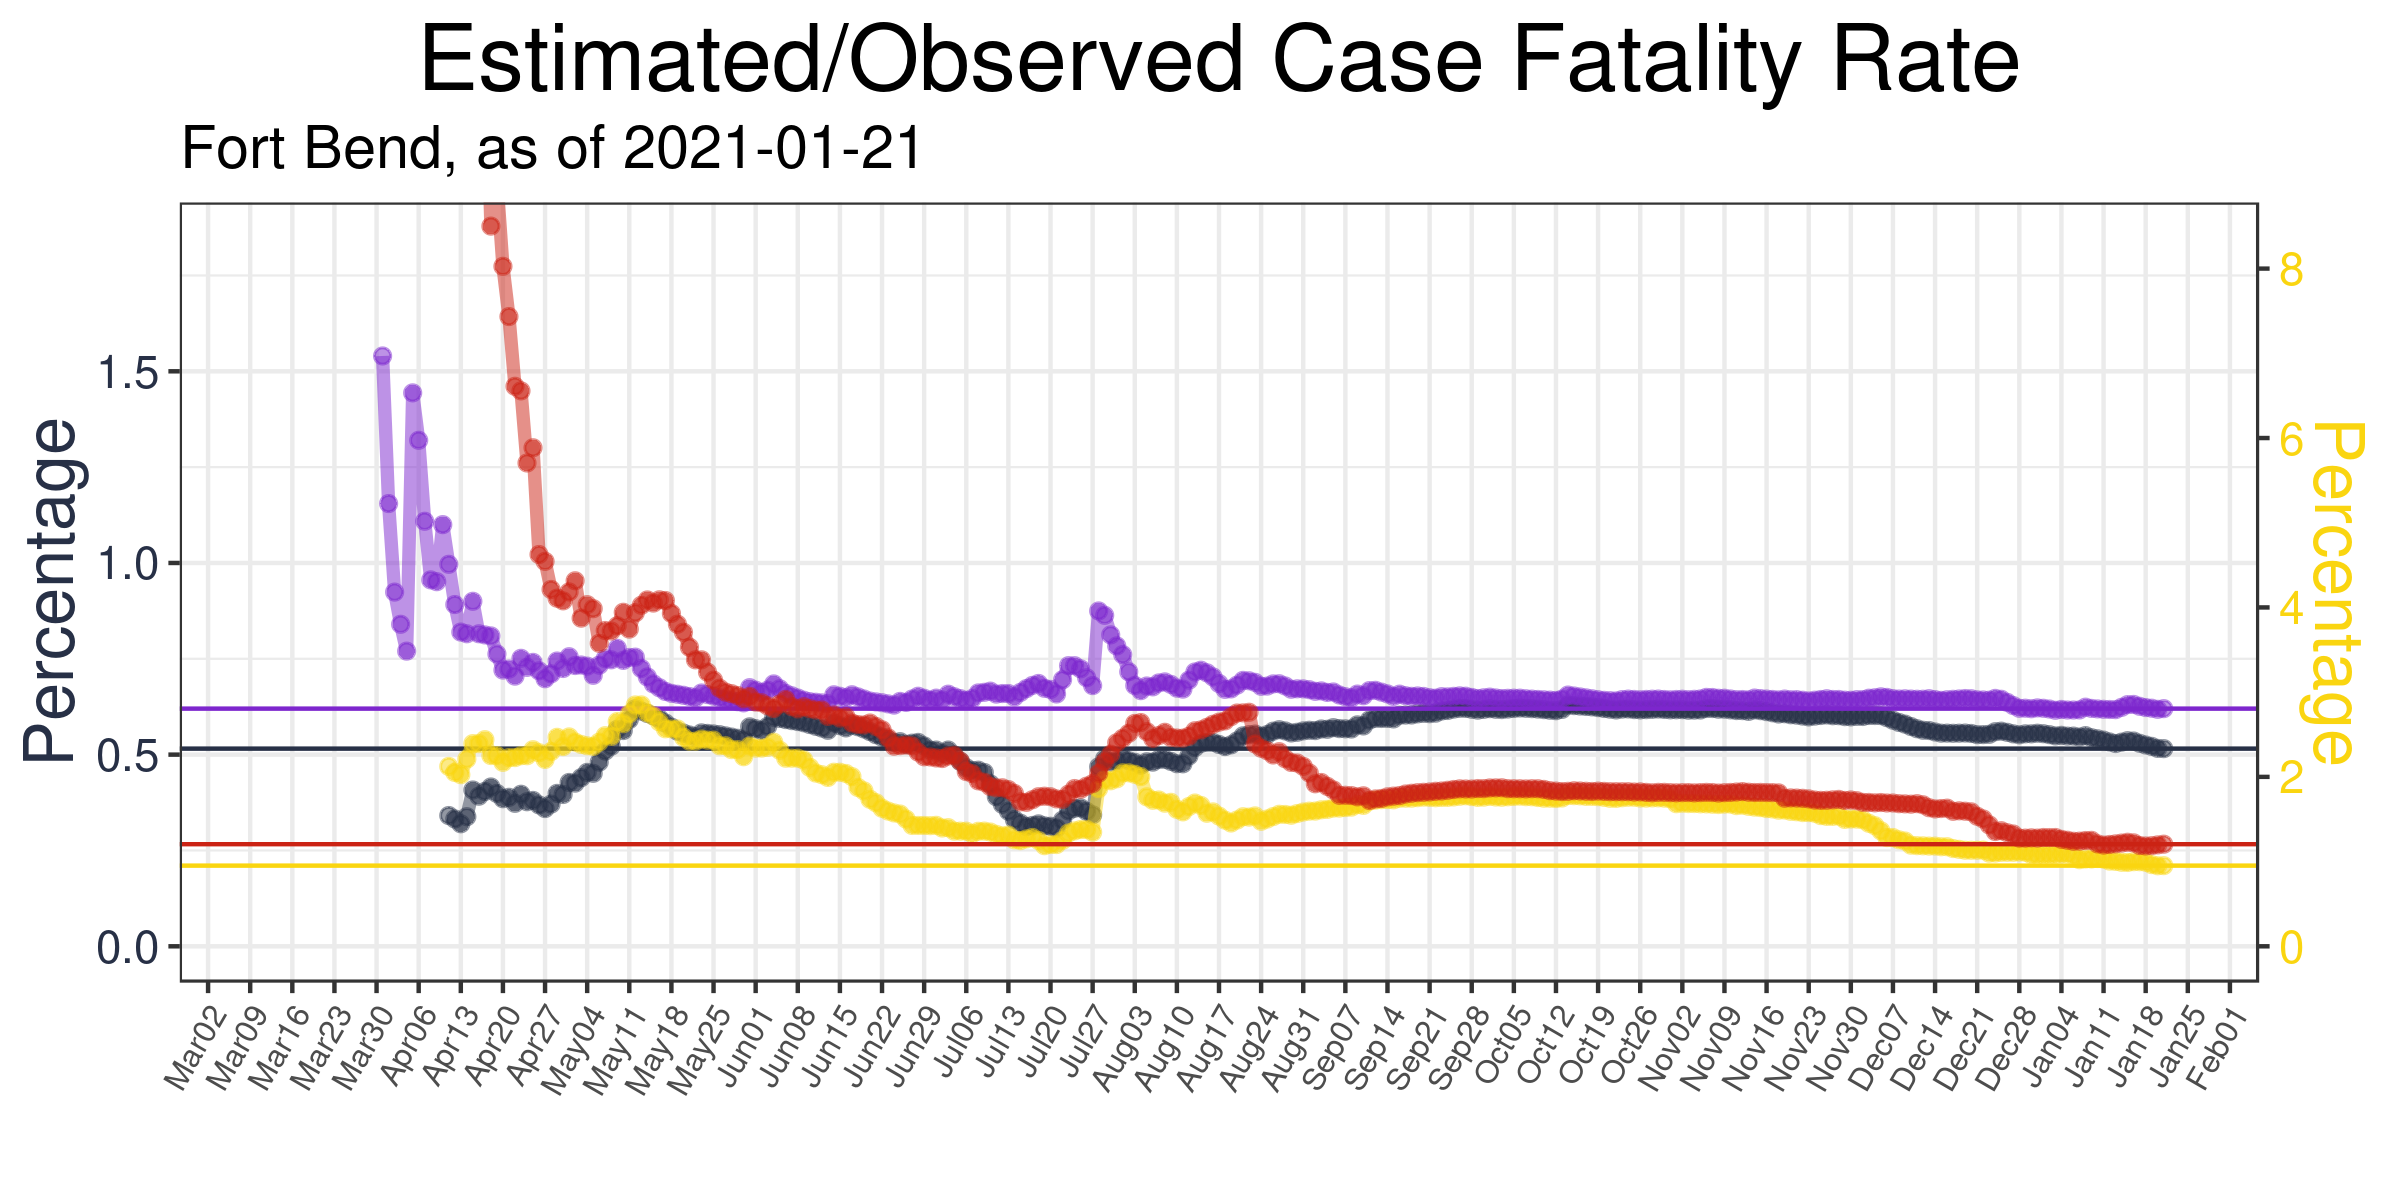 Estimated/Observed Case Fatality Rate
Fort Bend, as of 2021-01-21
Percentage
1.5
1.0
0.5
0.0
8
6
4
2
0
Percentage
Mar02 Mar09 Mar16 Mar23 Mar30 Apr06 Apr13 Apr20 Apr27 May04 May11 May18 May25 Jun01 Jun08 Jun15 Jun22 Jun29 Jul06 Jul13 Jul20 Jul27 Aug03 Aug10 Aug17 Aug24 Aug31 Sep07 Sep14 Sep21 Sep28 Oct05 Oct12 Oct19 Oct26 Nov02 Nov09 Nov16 Nov23 Nov30 Dec07 Dec14 Dec21 Dec28 Jan04 Jan11 Jan18 Jan25 Feb01